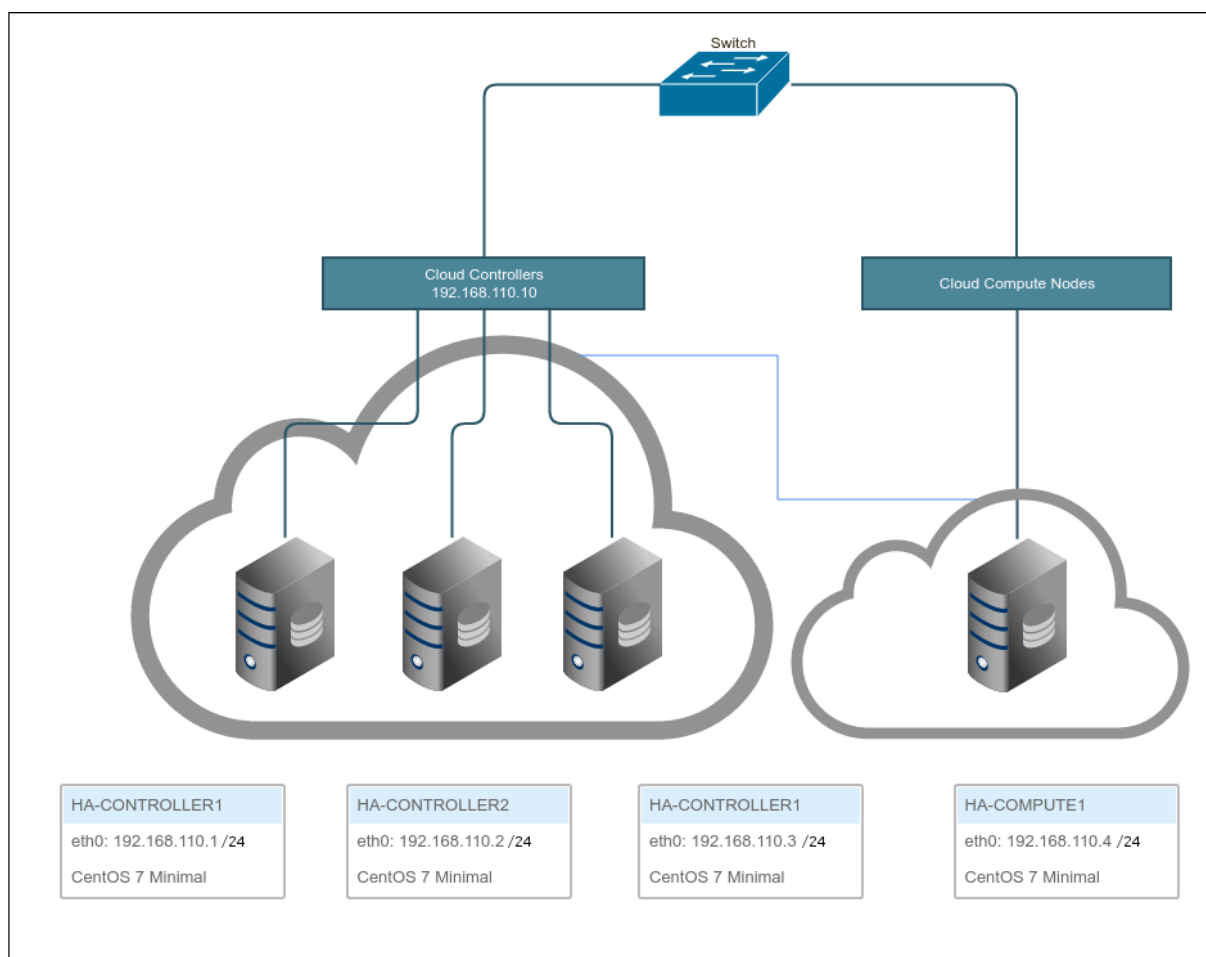 Switch
Cloud Controllers
192.168.110.10
Cloud Compute Nodes
HA-CONTROLLER1
eth0: 192.168.110.1 /24
CentOS 7 Minimal
HA-CONTROLLER2
eth0: 192.168.110.2 /24
CentOS 7 Minimal
HA-CONTROLLER1
eth0: 192.168.110.3 /24
CentOS 7 Minimal
HA-COMPUTE1
eth0: 192.168.110.4 /24
CentOS 7 Minimal